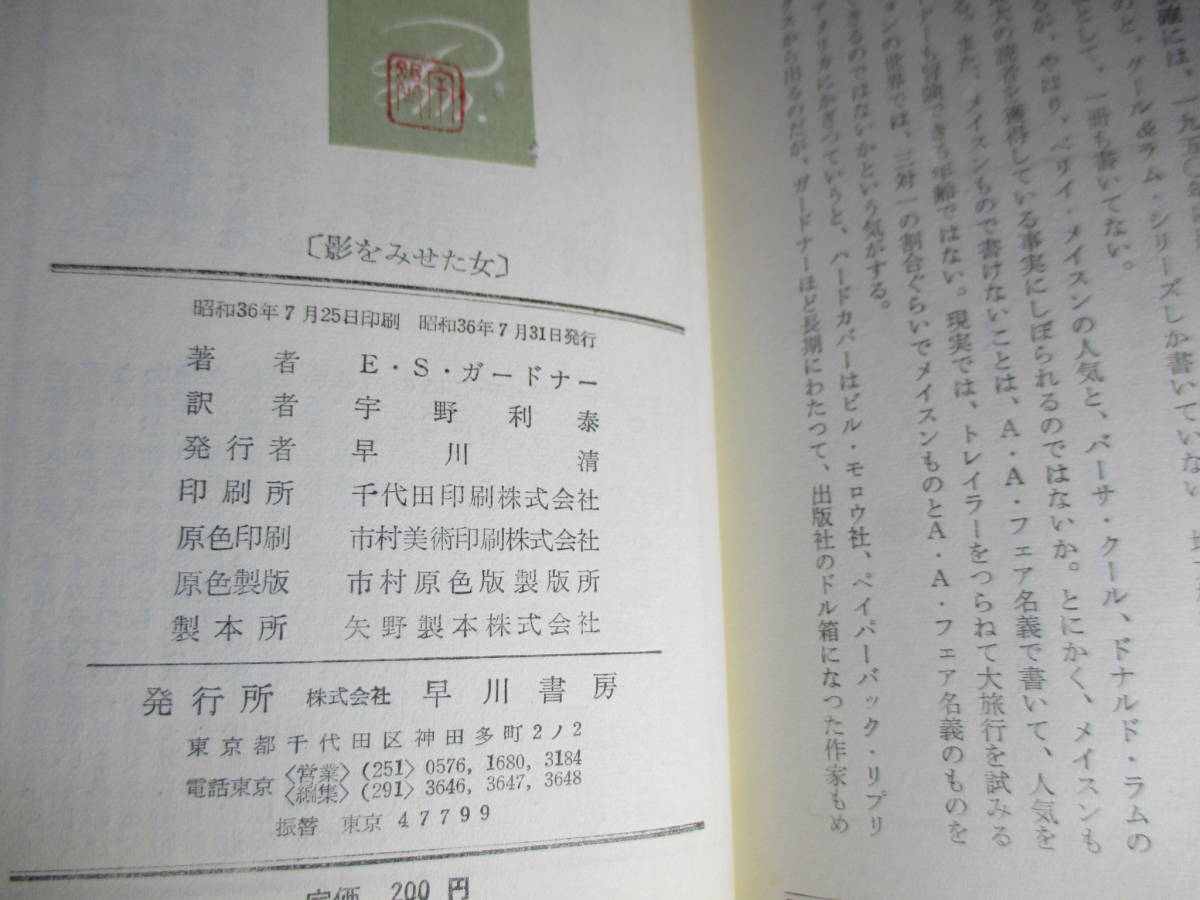 〔影をみせた女〕
昭和36年7月25日印刷 昭和36年7月31日発行
著者 E・S・ガードナー
訳者 宇野利泰
発行者 早川清
印刷所 千代田印刷株式会社
原色印刷 市村美術印刷株式会社
原色製版 市村原色版製版所
製本所 矢野製本株式会社
発行所 株式会社 早川書房
東京都千代田区神田多町2ノ2
電話東京〈営業〉(251) 0576, 1680, 3184
〈編集〉(291) 3646, 3647, 3648
振替 東京 47799
定価 200円
確には、一九五〇年
のと、クール&ラム・シリーズしか書いていない
として、一冊も書いてない。
るが、やはり、ペリイ・メイスンの人気と、バーサ・クール、ドナルド・ラムの
大の読者を獲得している事実にしぼられるのではないか。とにかく、メイスンも
る。また、メイスンもので書けないことは、A・A・フェア名義で書いて、人気を
ドーも冒険できる年齢ではない。現実では、トレイラーをつらねて大旅行を試みる
ョンの世界では、三対一の割合ぐらいでメイスンものとA・A・フェア名義のものを
きるのではないかという気がする。
アメリカにかぎっていうと、ハードカバーはビル・モロウ社、ペイパーバック・リプリ
クスから出るのだが、ガードナーほど長期にわたつて、出版社のドル箱になつた作家もめ